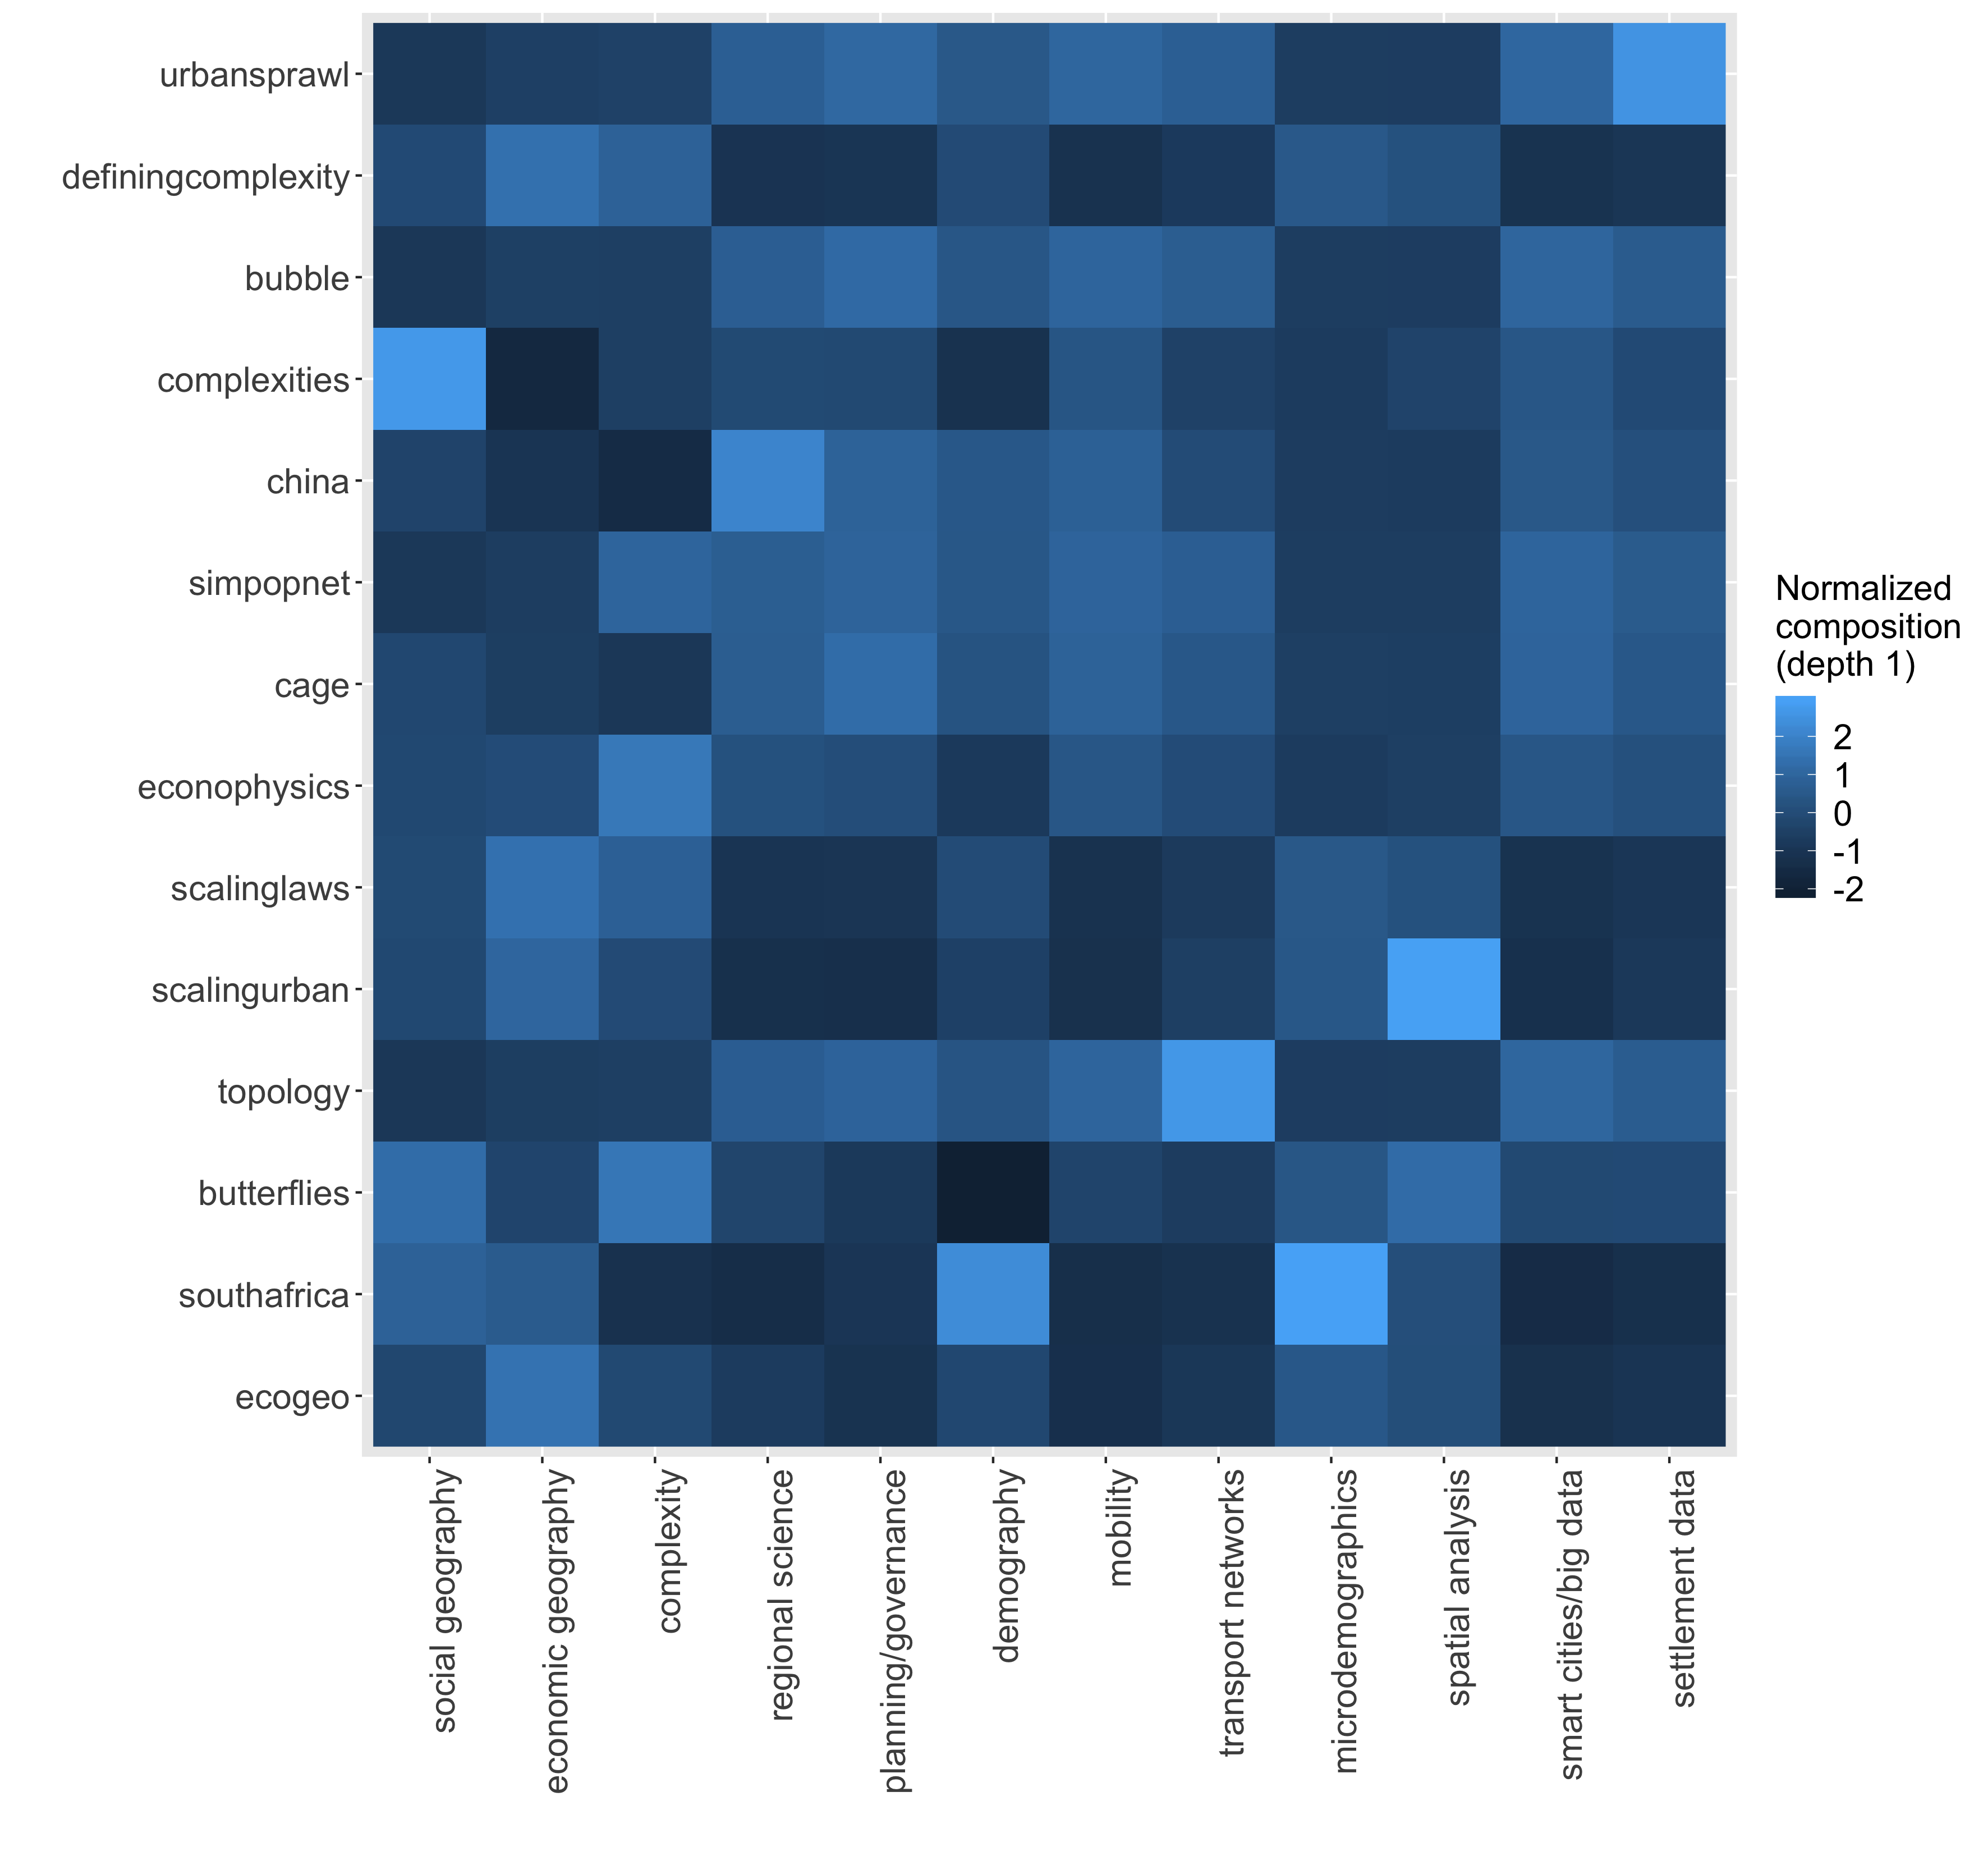 urbansprawl
definingcomplexity
bubble
complexities
china
simpopnet
cage
econophysics
scalinglaws
scalingurban
topology
butterflies
southafrica
ecogeo
social geography
economic geography
complexity
regional science
planning/governance
demography
mobility
transport networks
microdemographics
spatial analysis
smart cities/big data
settlement data
Normalized
composition
(depth 1)
2
1
0
-1
-2